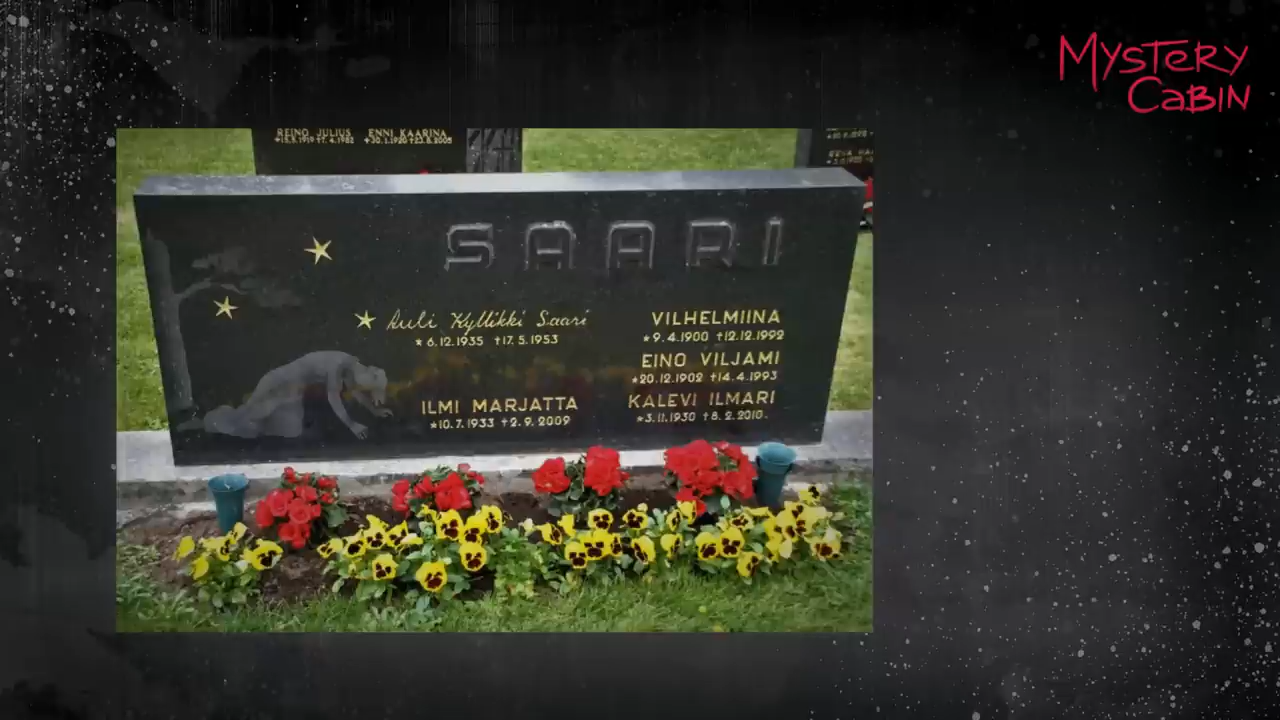 MYSTERY
CABIN
REINO JULIUS ENNI KAARINA
SAARI
Auli Kyllikki Saari
* 6.12.1935 †17.5.1953
ILMI MARJATTA
*10.7.1933 †2.9.2009
VILHELMIINA
*9.4.1900 †12.12.1992
EINO VILJAMI
*20.12.1902 †14.4.1993
KALEVI ILMARI
*3.11.1930 †8.2.2010.